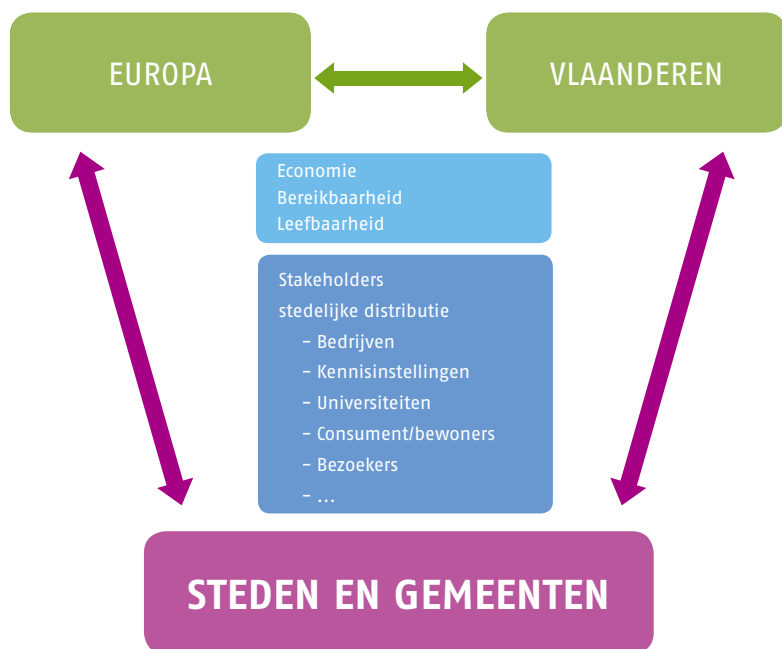 EUROPA
VLAANDEREN
Economie
Bereikbaarheid
Leefbaarheid
Stakeholders
stedelijke distributie
– Bedrijven
– Kennisinstellingen
– Universiteiten
– Consument/bewoners
– Bezoekers
– ...
STEDEN EN GEMEENTEN